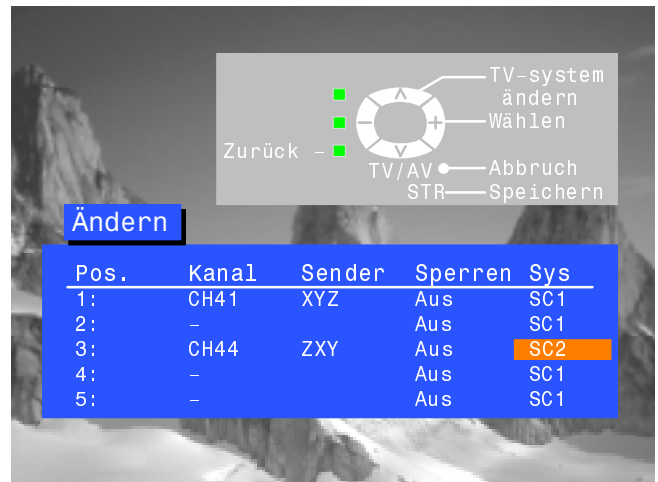 TV-system
ändern
Wählen
Zurück -
TV/AV Abbruch
STR Speichern
Ändern
Pos. Kanal Sender Sperren Sys
1: CH41 XYZ Aus SC1
2: - Aus SC1
3: CH44 ZXY Aus SC2
4: - Aus SC1
5: - Aus SC1